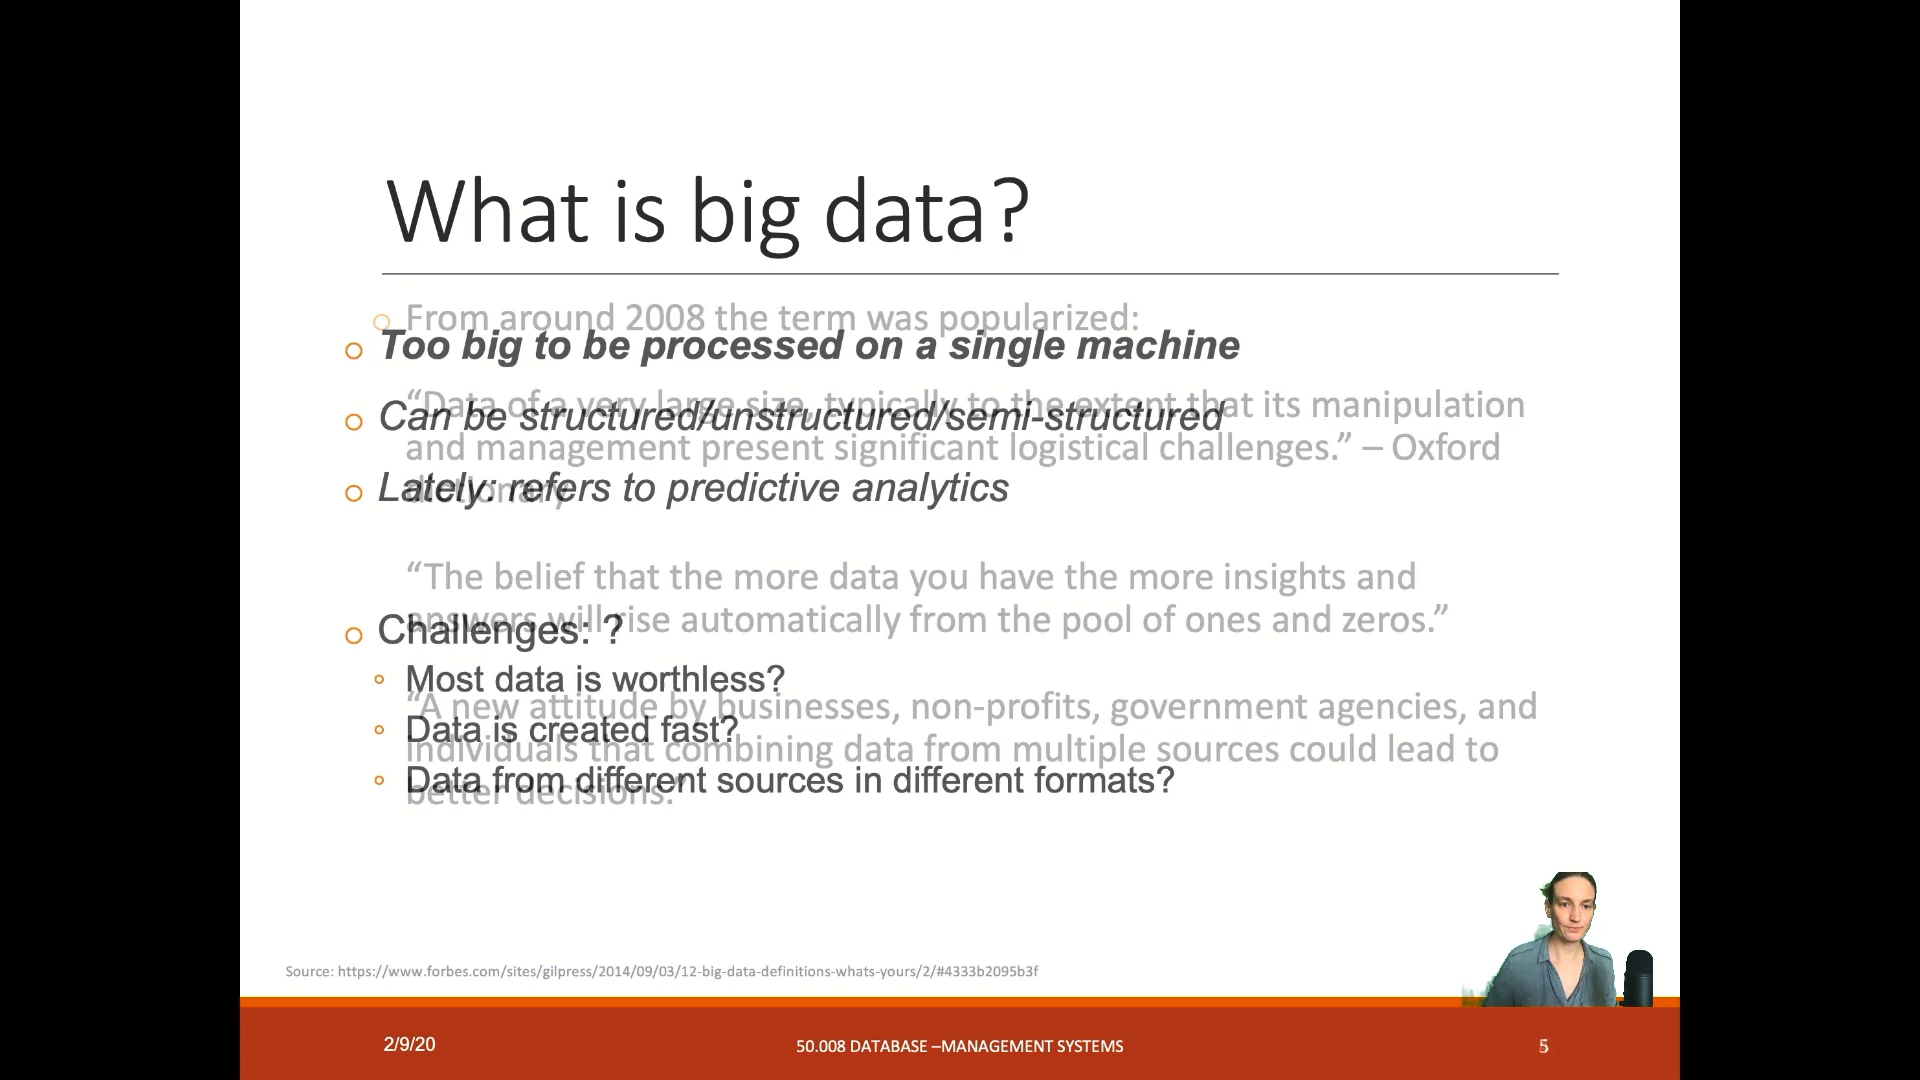 What is big data?
From around 2008 the term was popularized:
Too big to be processed on a single machine
“Data of a very large size, typically to the extent that its manipulation
Can be structured/unstructured/semi-structured
and management present significant logistical challenges.” – Oxford
dictionary
Lately: refers to predictive analytics
“The belief that the more data you have the more insights and
answers will rise automatically from the pool of ones and zeros.”
Challenges: ?
Most data is worthless?
“A new attitude by businesses, non-profits, government agencies, and
Data is created fast?
individuals that combining data from multiple sources could lead to
Data from different sources in different formats?
better decisions.”
Source: https://www.forbes.com/sites/gilpress/2014/09/03/12-big-data-definitions-whats-yours/2/#4333b2095b3f
2/9/20
50.008 DATABASE –MANAGEMENT SYSTEMS
5